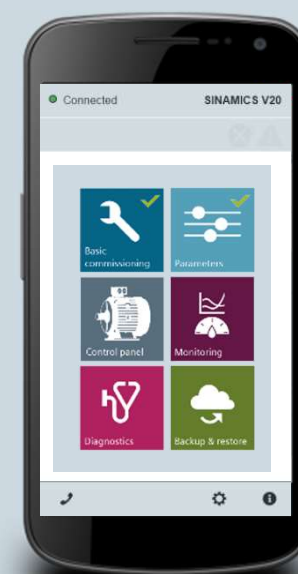 Connected SINAMICS V20
Basic
commissioning
Parameters
Control panel
Monitoring
Diagnostics
Backup & restore